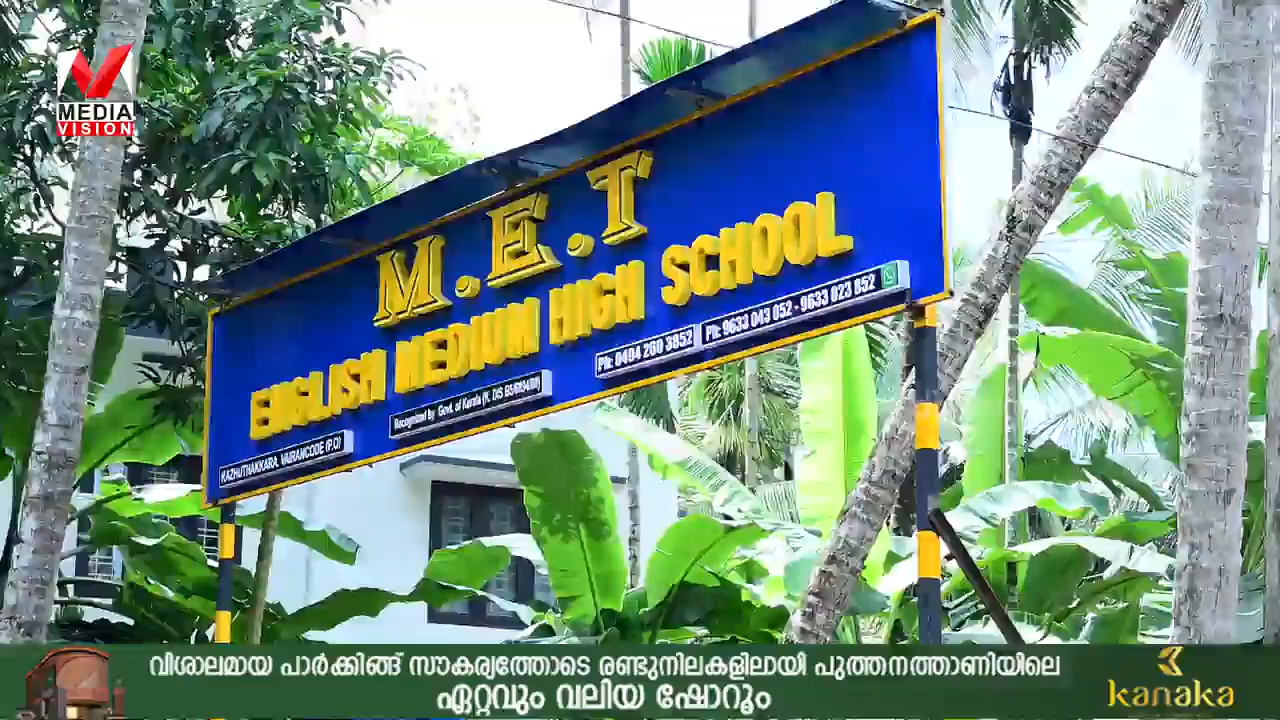 MEDIA
VISION
M.E.T
ENGLISH MEDIUM HIGH SCHOOL
KAZHUTHAKKARA, VAIRANCODE (P.O)
Recognized by Govt. of Kerala
Ph: 0494 260 3852
Ph: 9633 043 052 - 9633 023 852
വിശാലമായ പാർക്കിങ്ങ് സൗകര്യത്തോടെ രണ്ടുനിലകളിലായി പുത്തനത്താണിയിലെ
ഏറ്റവും വലിയ ഷോറൂം
kanaka